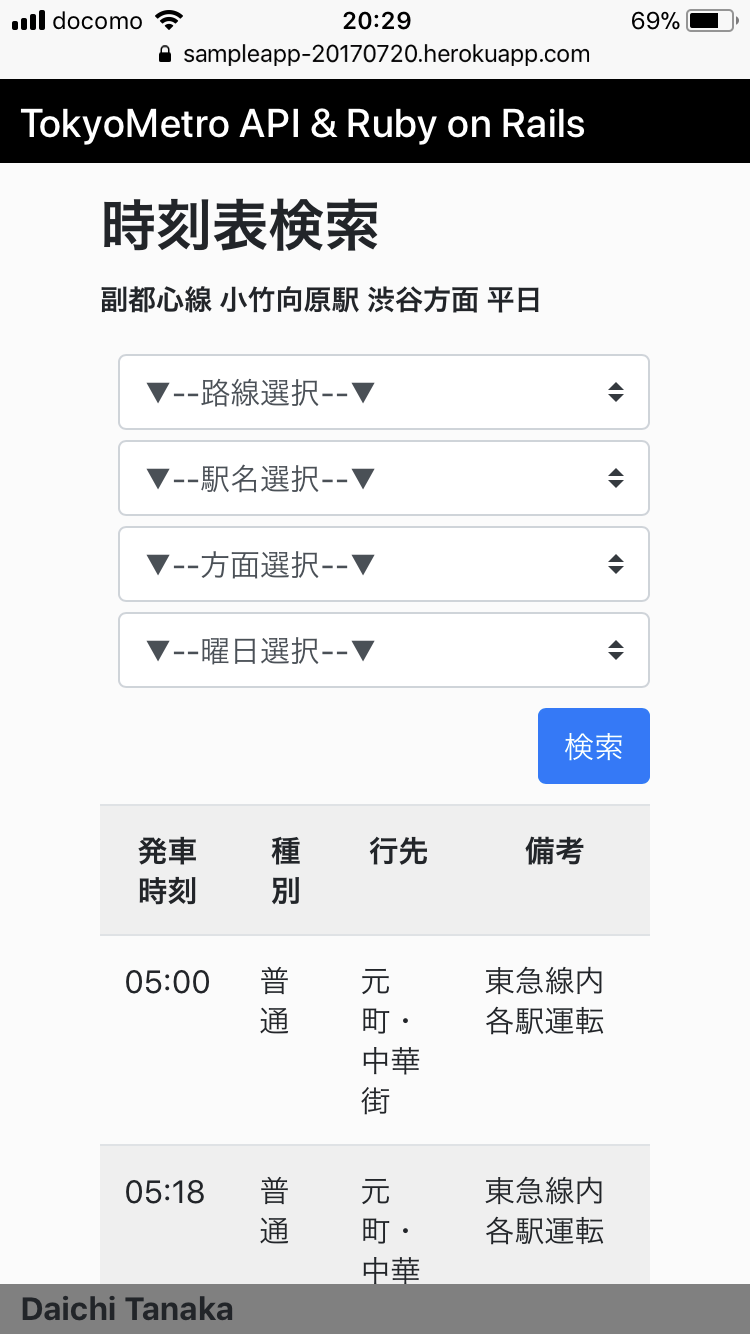 docomo 20:29 69%
sampleapp-20170720.herokuapp.com
TokyoMetro API & Ruby on Rails
時刻表検索
副都心線 小竹向原駅 渋谷方面 平日
▼--路線選択--▼
▼--駅名選択--▼
▼--方面選択--▼
▼--曜日選択--▼
検索
発車 種 行先 備考
時刻 別
05:00 普 元 東急線内
通 町・ 各駅運転
中華
街
05:18 普 元 東急線内
通 町・ 各駅運転
中華
Daichi Tanaka